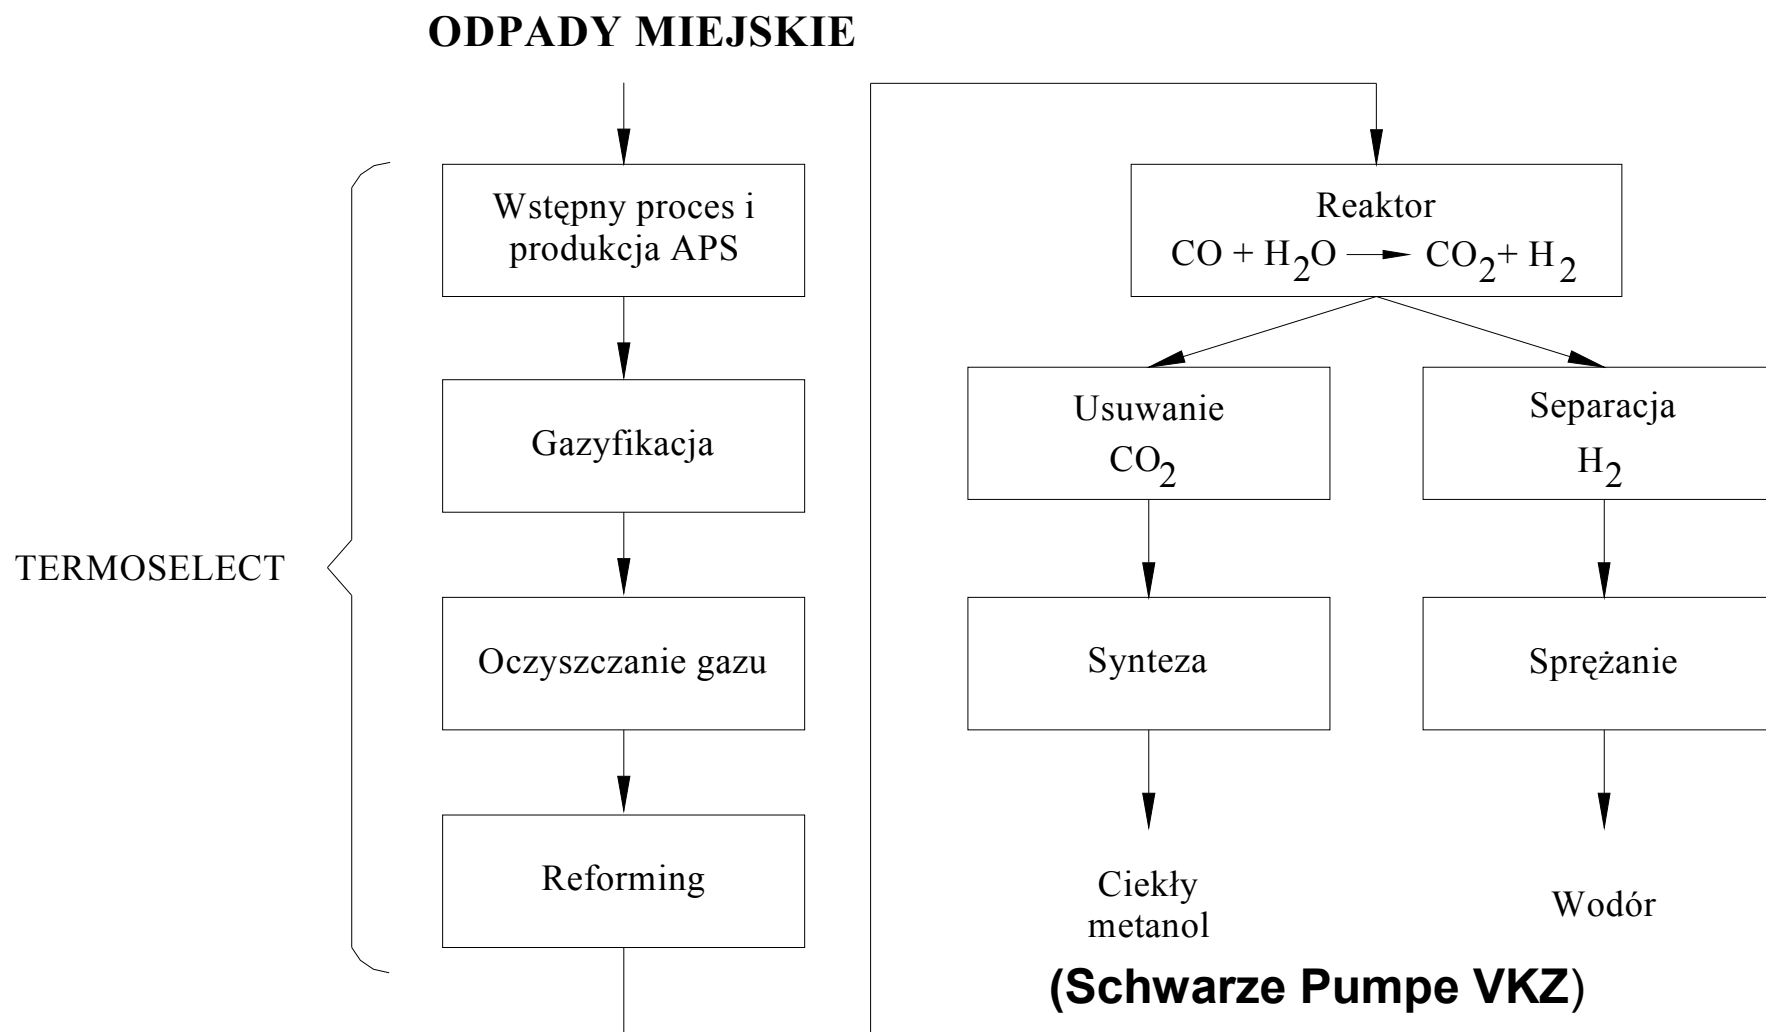 ODPADY MIEJSKIE
Wstępny proces i
produkcja APS
Gazyfikacja
TERMOSELECT
Oczyszczanie gazu
Reforming
Reaktor
CO + H₂O → CO₂ + H₂
Usuwanie
CO₂
Separacja
H₂
Synteza
Sprężanie
Ciekły
metanol
Wodór
(Schwarze Pumpe VKZ)